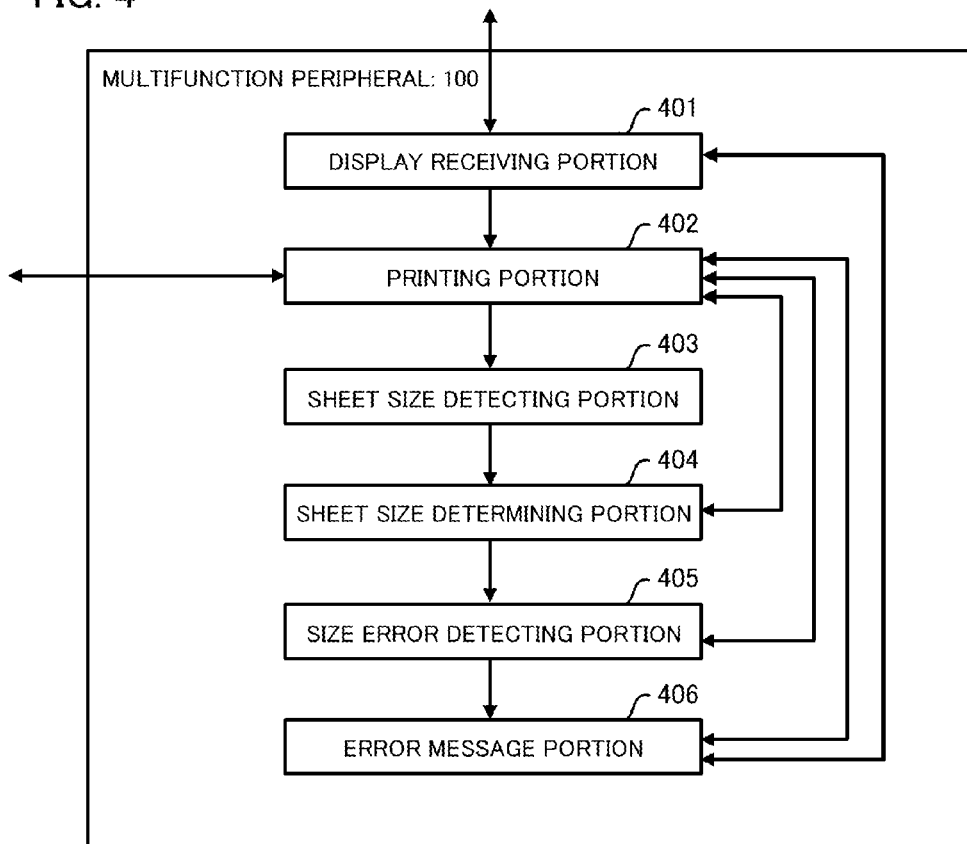 FIG. 4
MULTIFUNCTION PERIPHERAL: 100
401
DISPLAY RECEIVING PORTION
402
PRINTING PORTION
403
SHEET SIZE DETECTING PORTION
404
SHEET SIZE DETERMINING PORTION
405
SIZE ERROR DETECTING PORTION
406
ERROR MESSAGE PORTION